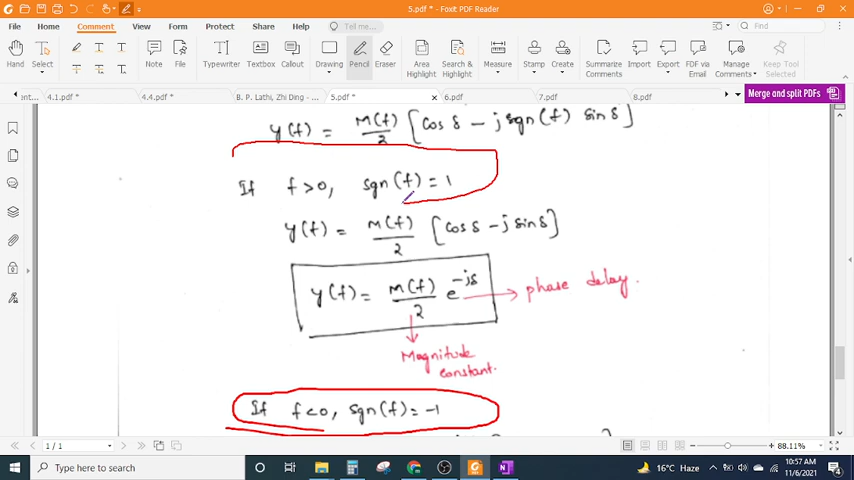 5.pdf * - Foxit PDF Reader
File Home Comment View Form Protect Share Help Tell me...
Find
Hand Select Note File Typewriter Textbox Callout Drawing Pencil Eraser Area Highlight Search & Highlight Measure Stamp Create Summarize Comments Import Export FDF via Email Manage Comments Keep Tool Selected
ent... 4.1.pdf * 4.4.pdf * B. P. Lathi, Zhi Ding - ... 5.pdf * 6.pdf 7.pdf 8.pdf Merge and split PDFs
y(f) = M(f)/2 [cos δ - j sgn(f) sin δ]
If f>0, sgn(f) = 1
y(f) = M(f)/2 [cos δ - j sin δ]
y(f) = M(f)/2 e^-jδ → phase delay.
Magnitude
constant.
If f<0, sgn(f) = -1
1 / 1
88.11%
Type here to search
16°C Haze
10:57 AM
11/6/2021
4